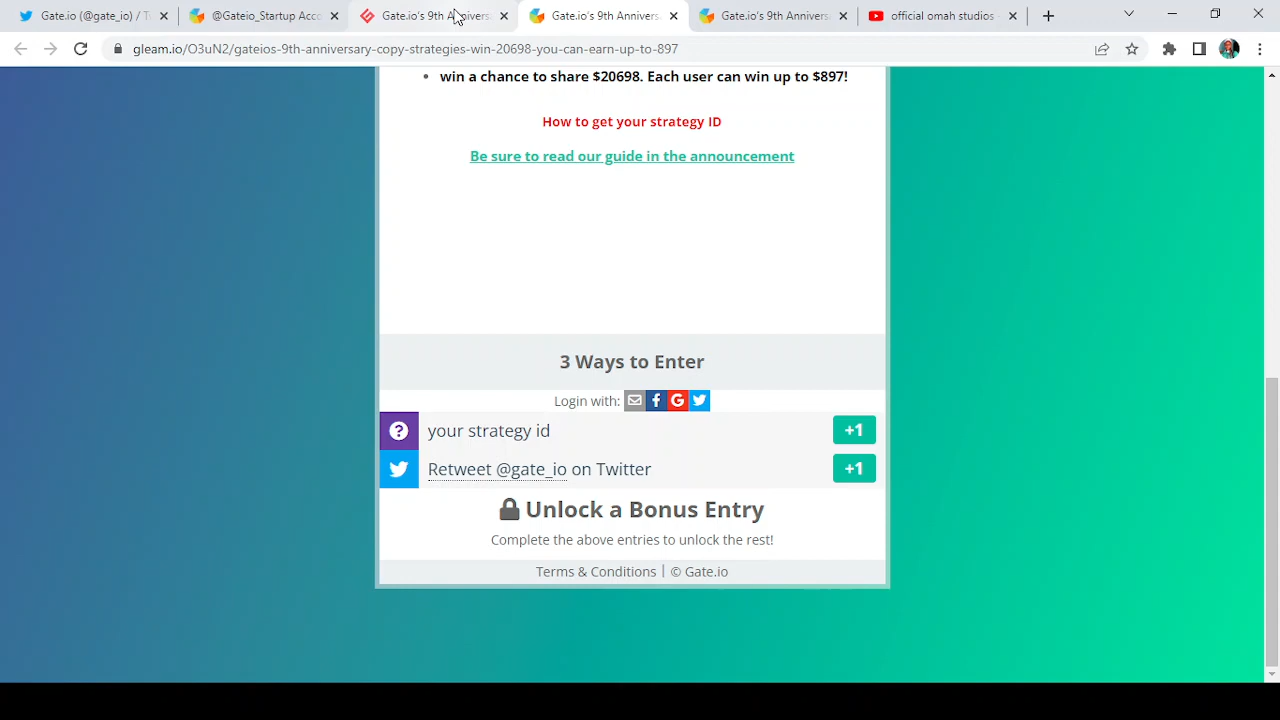 Gate.io (@gate_io) / T
@Gateio_Startup Acco
Gate.io's 9th Annivers
Gate.io's 9th Annivers
Gate.io's 9th Annivers
official omah studios -
gleam.io/O3uN2/gateios-9th-anniversary-copy-strategies-win-20698-you-can-earn-up-to-897
• win a chance to share $20698. Each user can win up to $897!
How to get your strategy ID
Be sure to read our guide in the announcement
3 Ways to Enter
Login with:
your strategy id +1
Retweet @gate_io on Twitter +1
Unlock a Bonus Entry
Complete the above entries to unlock the rest!
Terms & Conditions | © Gate.io